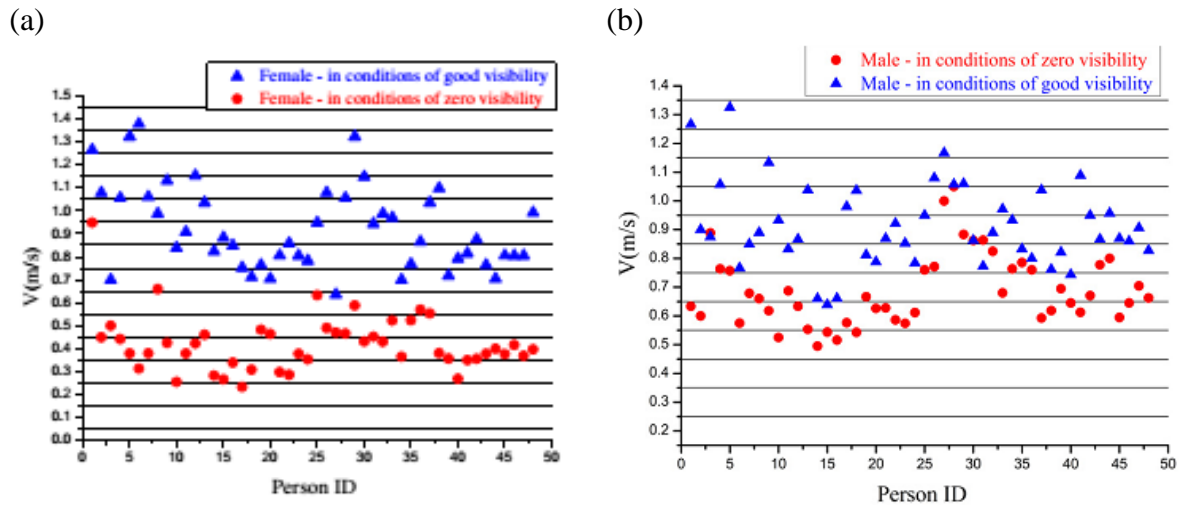 (a)
Female - in conditions of good visibility
Female - in conditions of zero visibility
1.5
1.4
1.3
1.2
1.1
1.0
0.9
0.8
0.7
0.6
0.5
0.4
0.3
0.2
0.1
0.0
V(m/s)
0 5 10 15 20 25 30 35 40 45 50
Person ID
(b)
Male - in conditions of zero visibility
Male - in conditions of good visibility
1.4
1.3
1.2
1.1
1.0
0.9
0.8
0.7
0.6
0.5
0.4
0.3
0.2
V(m/s)
0 5 10 15 20 25 30 35 40 45 50
Person ID